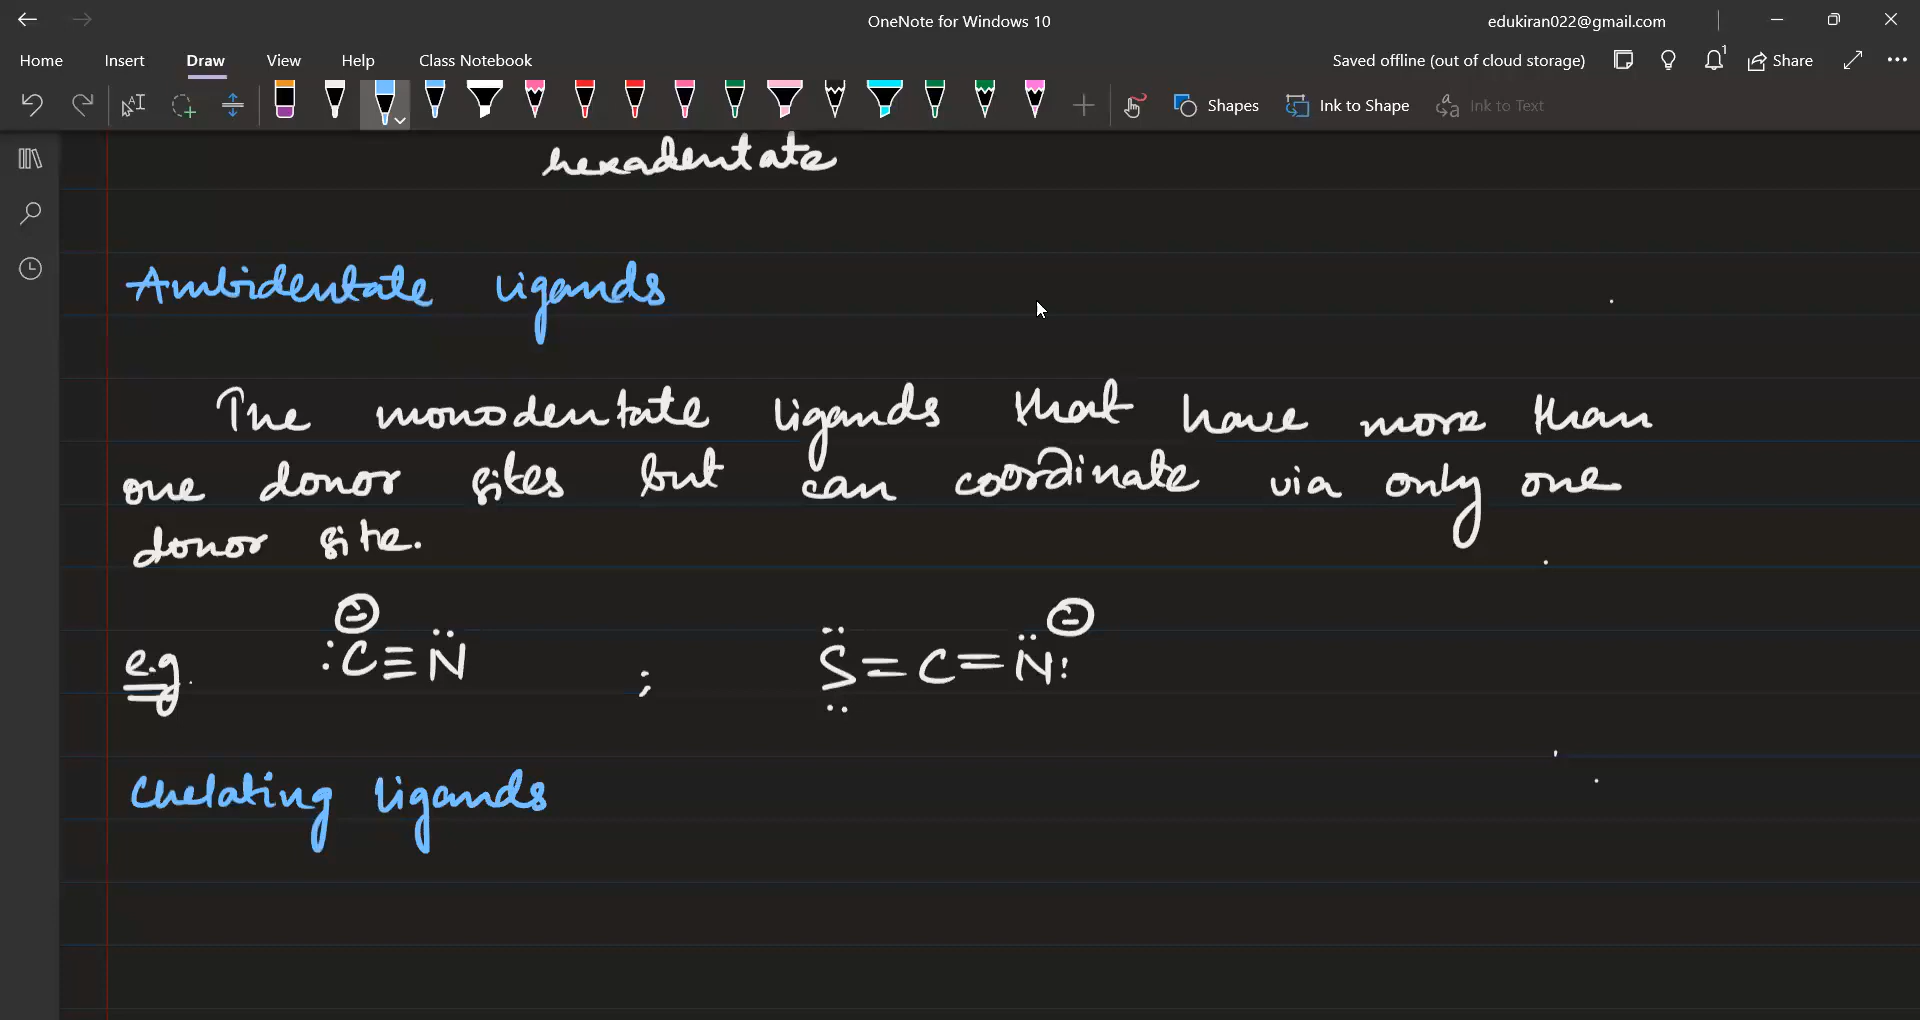 OneNote for Windows 10
edukiran022@gmail.com
Home Insert Draw View Help Class Notebook
Saved offline (out of cloud storage)
1
Share
Shapes
Ink to Shape
Ink to Text
hexadentate
Ambidentate ligands
The monodentate ligands that have more than
one donor sites but can coordinate via only one
donor site.
e.g. :C≡N̈ ⊖ ; S̈=C=N̈: ⊖
Chelating ligands